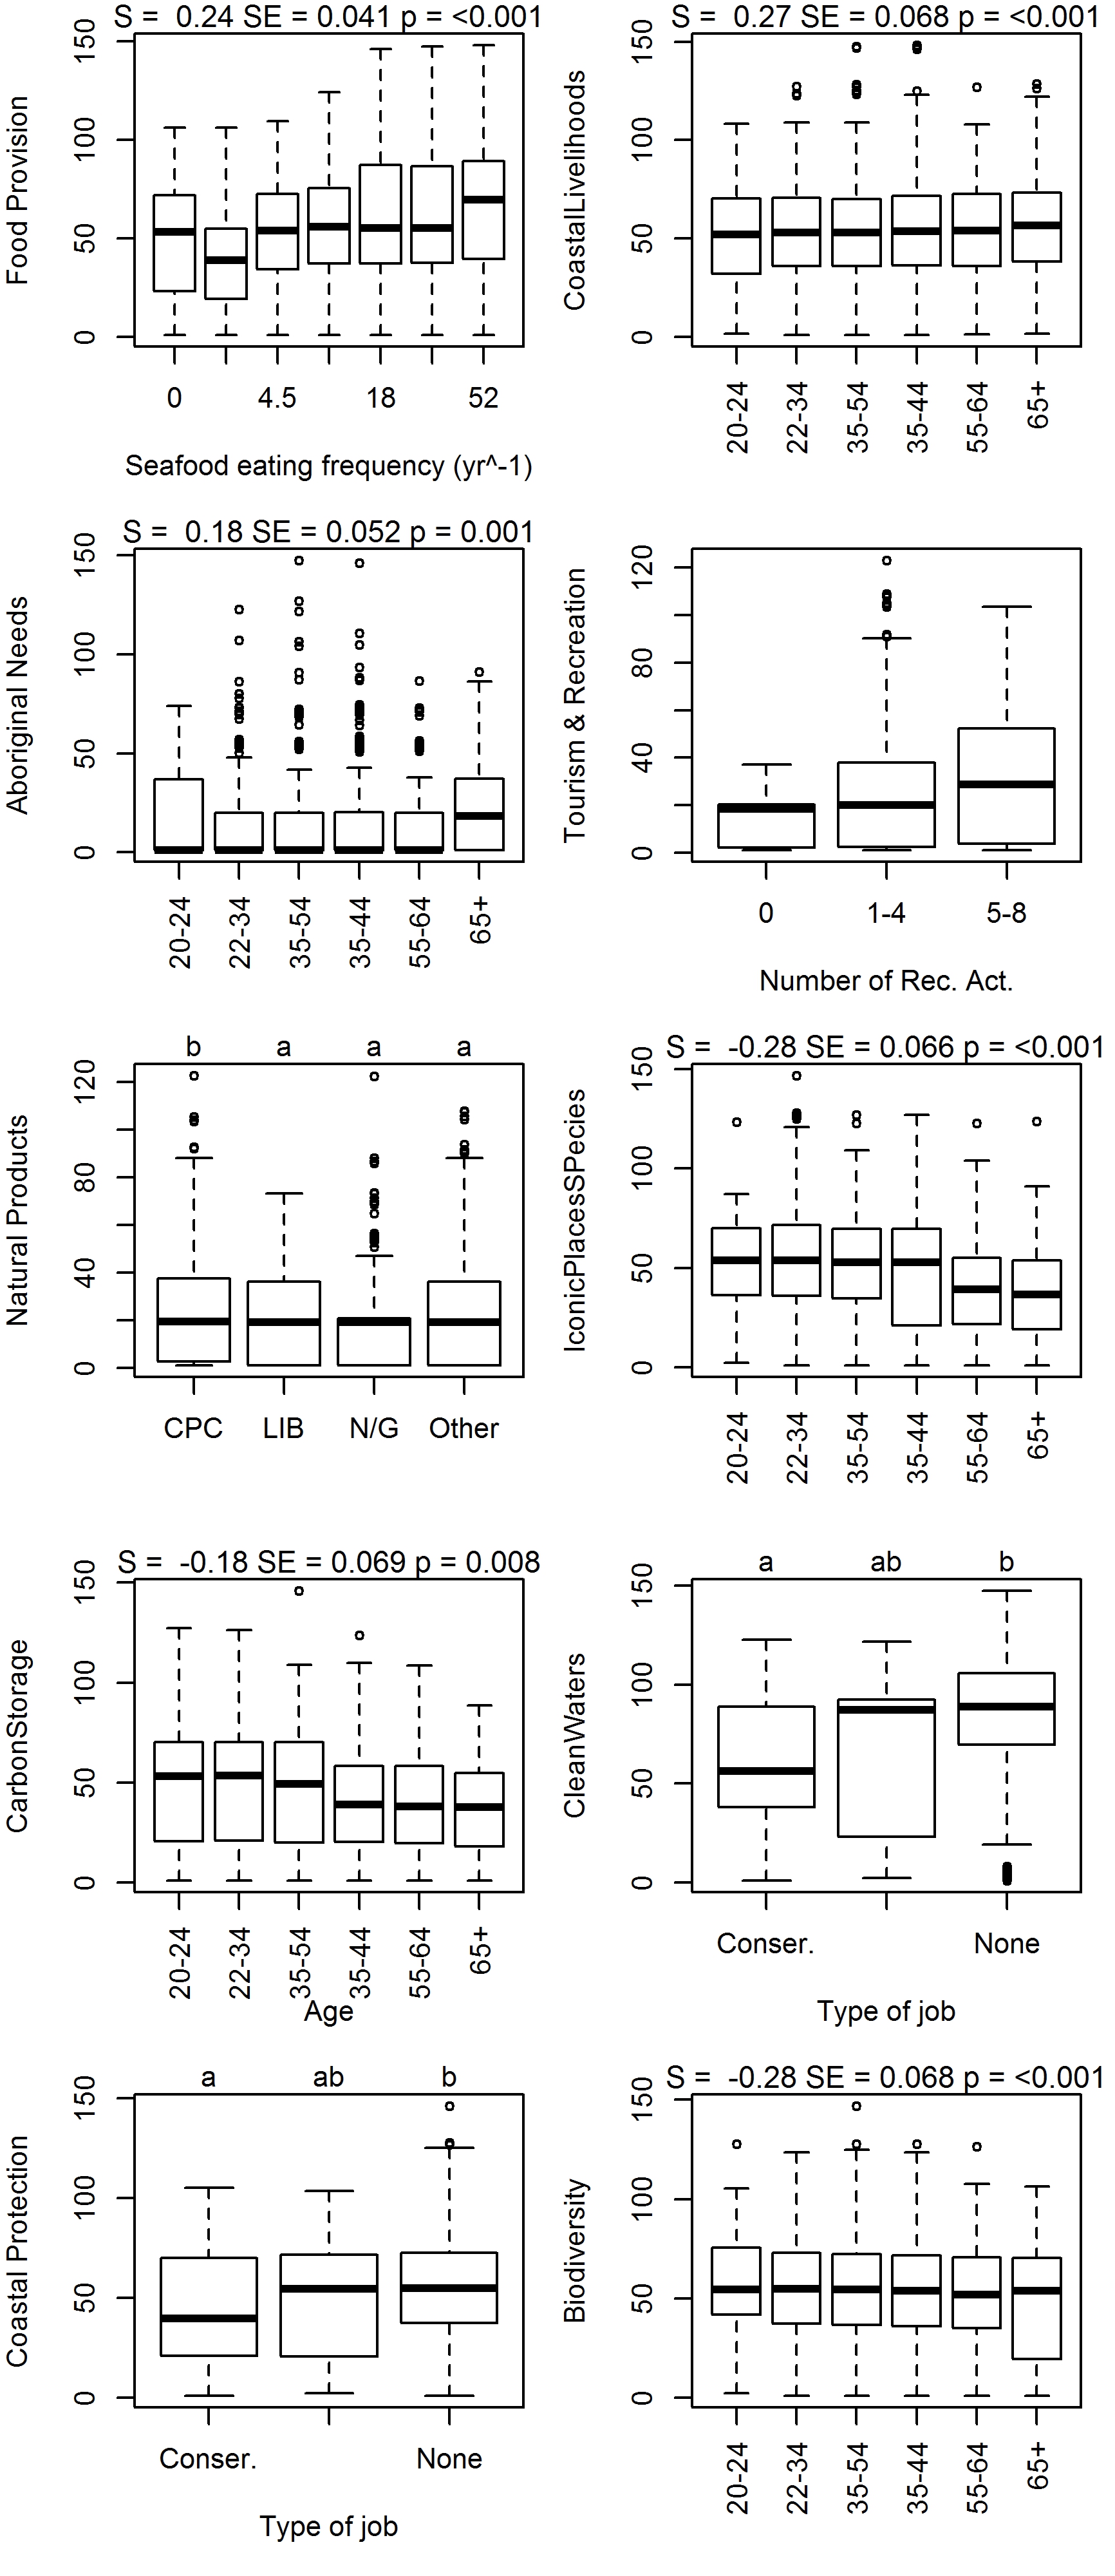 S =  0.24 SE = 0.041 p = <0.001
Food Provision
0 50 100 150
0 4.5 18 52
Seafood eating frequency (yr^-1)
S =  0.27 SE = 0.068 p = <0.001
CoastalLivelihoods
0 50 100 150
20-24 22-34 35-54 35-44 55-64 65+
S =  0.18 SE = 0.052 p = 0.001
Aboriginal Needs
0 50 100 150
20-24 22-34 35-54 35-44 55-64 65+
Tourism & Recreation
0 40 80 120
0 1-4 5-8
Number of Rec. Act.
b a a a
Natural Products
0 40 80 120
CPC LIB N/G Other
S =  -0.28 SE = 0.066 p = <0.001
IconicPlacesSPecies
0 50 100 150
20-24 22-34 35-54 35-44 55-64 65+
S =  -0.18 SE = 0.069 p = 0.008
CarbonStorage
0 50 100 150
20-24 22-34 35-54 35-44 55-64 65+
Age
a ab b
CleanWaters
0 50 100 150
Conser. None
Type of job
a ab b
Coastal Protection
0 50 100 150
Conser. None
Type of job
S =  -0.28 SE = 0.068 p = <0.001
Biodiversity
0 50 100 150
20-24 22-34 35-54 35-44 55-64 65+